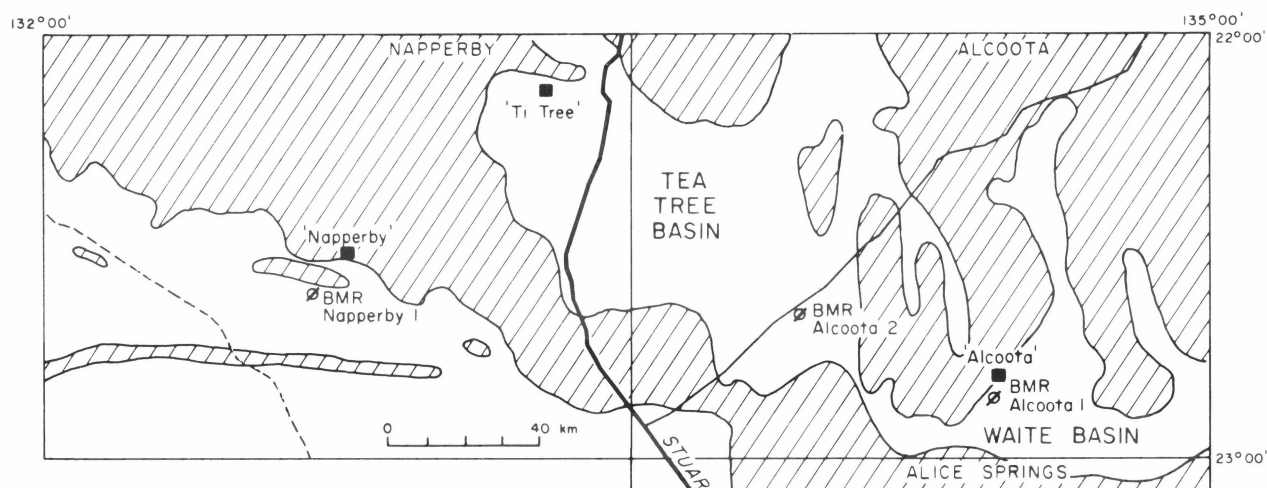 132°00'
135°00'
22°00'
NAPPERBY
ALCOOTA
'Ti Tree'
TEA
TREE
BASIN
'Napperby'
BMR
Napperby 1
BMR
Alcoota 2
'Alcoota'
BMR
Alcoota 1
0 40 km
WAITE BASIN
STUAR
23°00'
ALICE SPRINGS